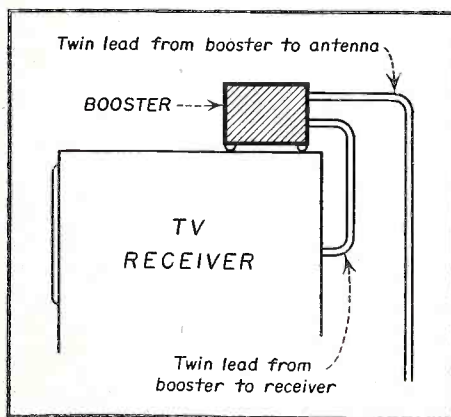 Twin lead from booster to antenna
BOOSTER
TV
RECEIVER
Twin lead from
booster to receiver